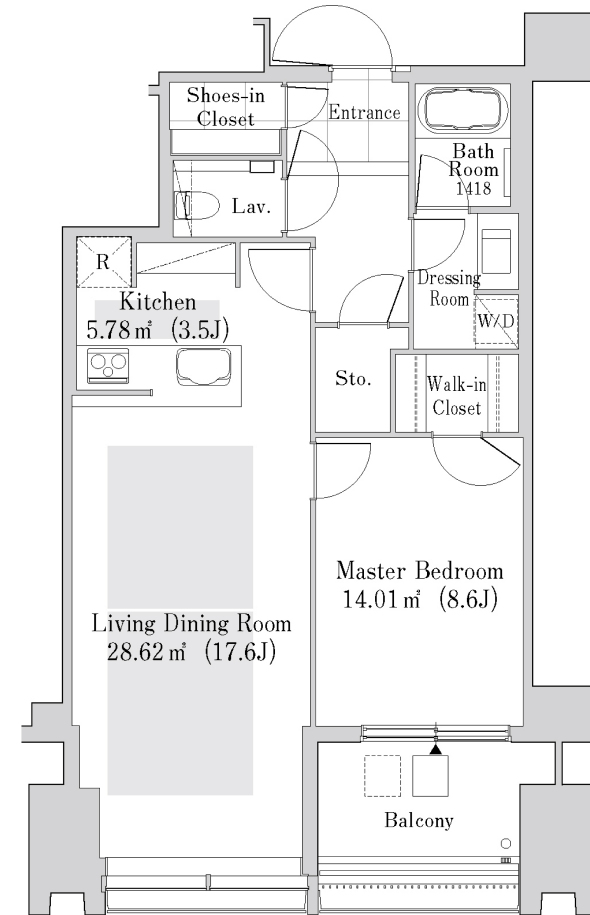 Shoes-in
Closet
Entrance
Bath
Room
1418
Lav.
R
Dressing
Room
Kitchen
5.78㎡ (3.5J)
W/D
Sto.
Walk-in
Closet
Master Bedroom
14.01㎡ (8.6J)
Living Dining Room
28.62㎡ (17.6J)
Balcony